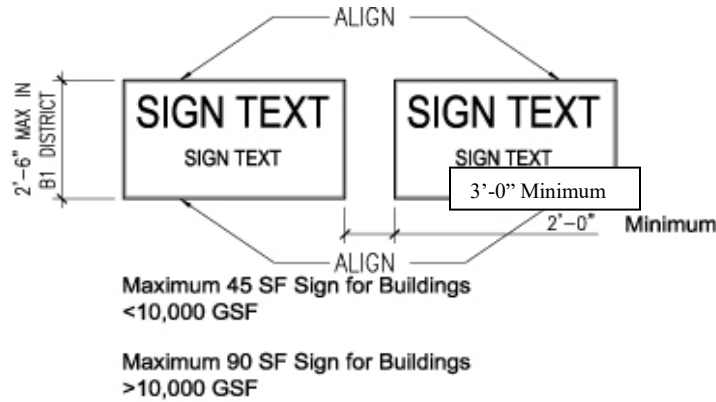 ALIGN
2'-6" MAX IN
B1 DISTRICT
SIGN TEXT
SIGN TEXT
SIGN TEXT
SIGN TEXT
3’-0” Minimum
2'-0" Minimum
ALIGN
Maximum 45 SF Sign for Buildings
<10,000 GSF
Maximum 90 SF Sign for Buildings
>10,000 GSF